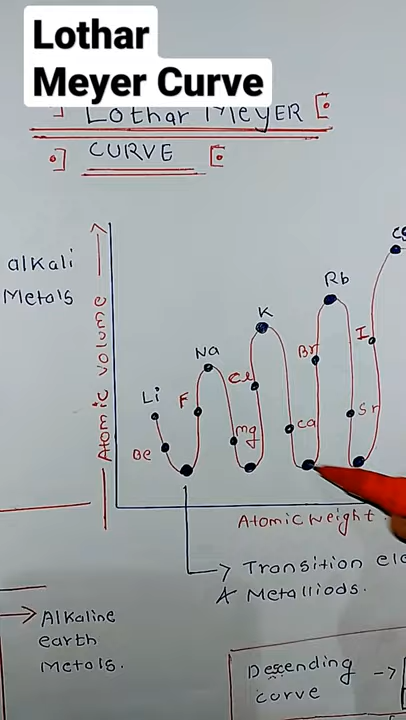 Lothar
Meyer Curve
Lothar Meyer
CURVE
alkali
Metals
Atomic volume
Li
Be
F
Na
mg
Cl
K
ca
Br
Rb
Sr
I
Cs
Atomic weight
Transition ele
& Metalliods.
Alkaline
earth
Metals.
Descending
curve